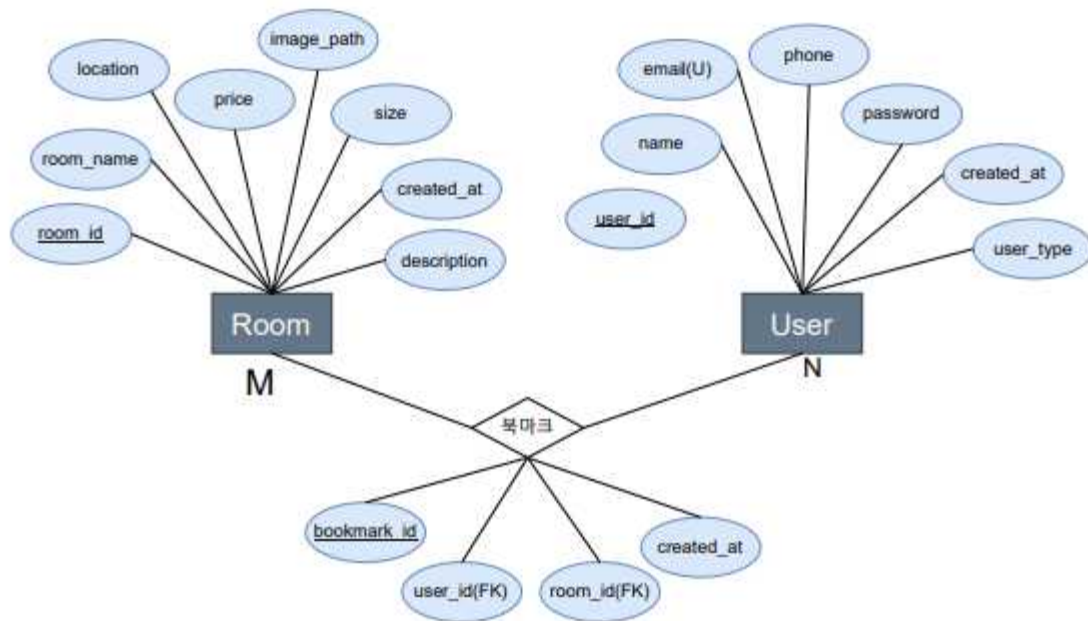 image_path
location
price
size
room_name
created_at
room_id
description
Room
M
phone
email(U)
password
name
created_at
user_id
user_type
User
N
북마크
bookmark_id
created_at
user_id(FK)
room_id(FK)